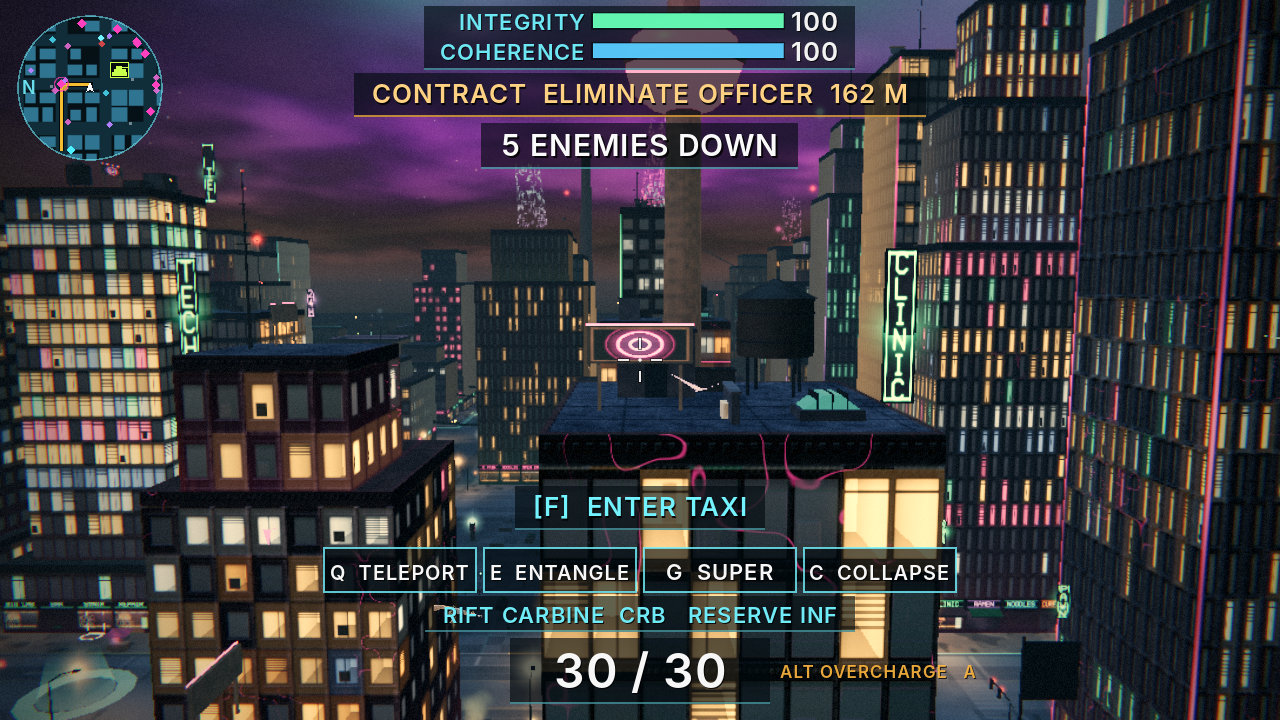 INTEGRITY 100
COHERENCE 100
N
CONTRACT ELIMINATE OFFICER 162 M
5 ENEMIES DOWN
TECH
CLINIC
[F] ENTER TAXI
Q TELEPORT
E ENTANGLE
G SUPER
C COLLAPSE
RIFT CARBINE CRB RESERVE INF
RAMEN NOODLES
30 / 30
ALT OVERCHARGE A